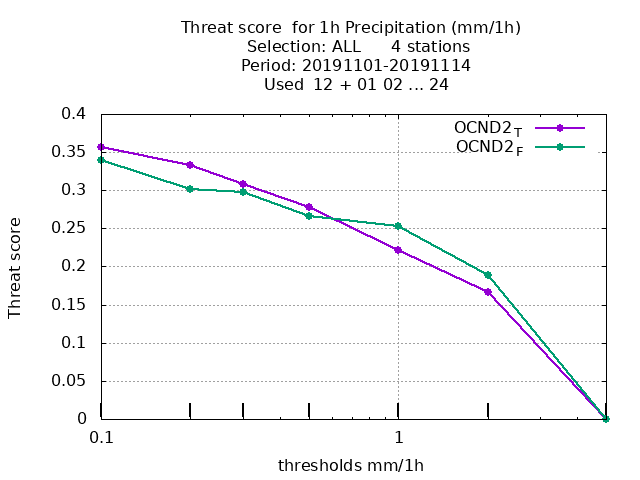 Threat score  for 1h Precipitation (mm/1h)
Selection: ALL      4 stations
Period: 20191101-20191114
Used  12 + 01 02 ... 24
OCND2T
OCND2F
0.4
0.35
0.3
0.25
0.2
0.15
0.1
0.05
0
Threat score
0.1 1
thresholds mm/1h